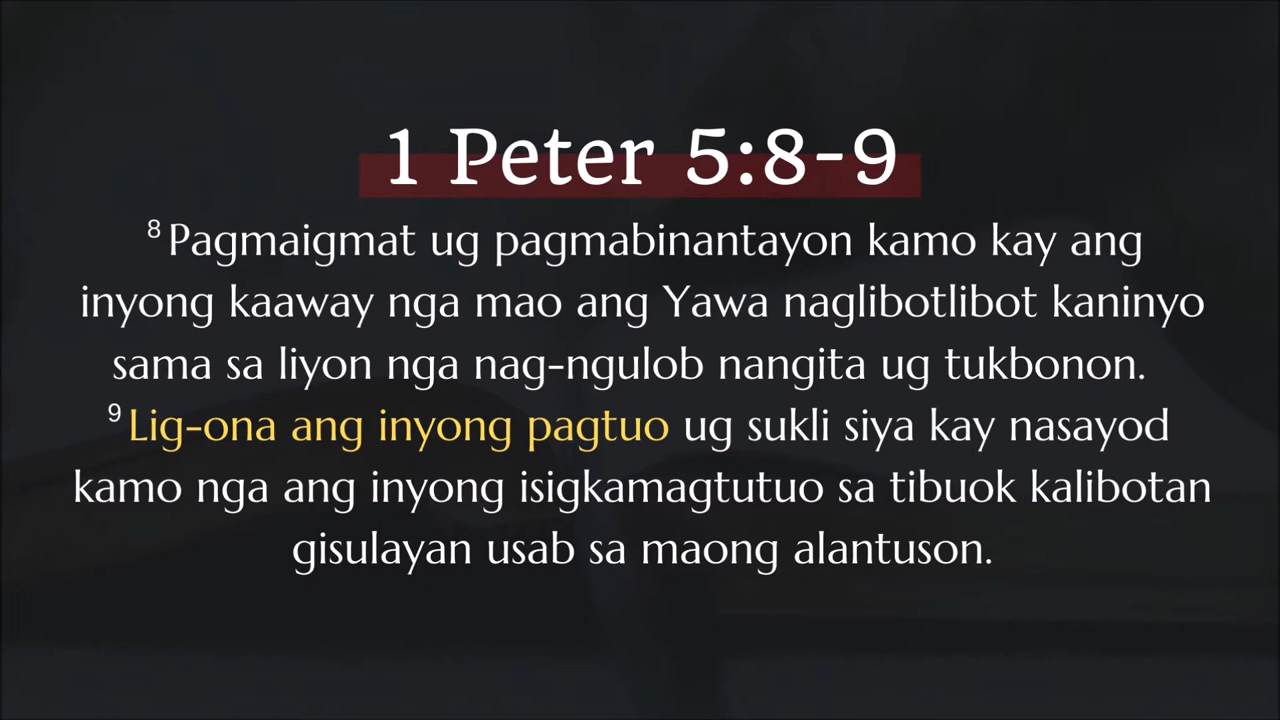 1 Peter 5:8-9
8 Pagmaigmat ug pagmabinantayon kamo kay ang
inyong kaaway nga mao ang Yawa naglibotlibot kaninyo
sama sa liyon nga nag-ngulob nangita ug tukbonon.
9 Lig-ona ang inyong pagtuo ug sukli siya kay nasayod
kamo nga ang inyong isigkamagtutuo sa tibuok kalibotan
gisulayan usab sa maong alantuson.